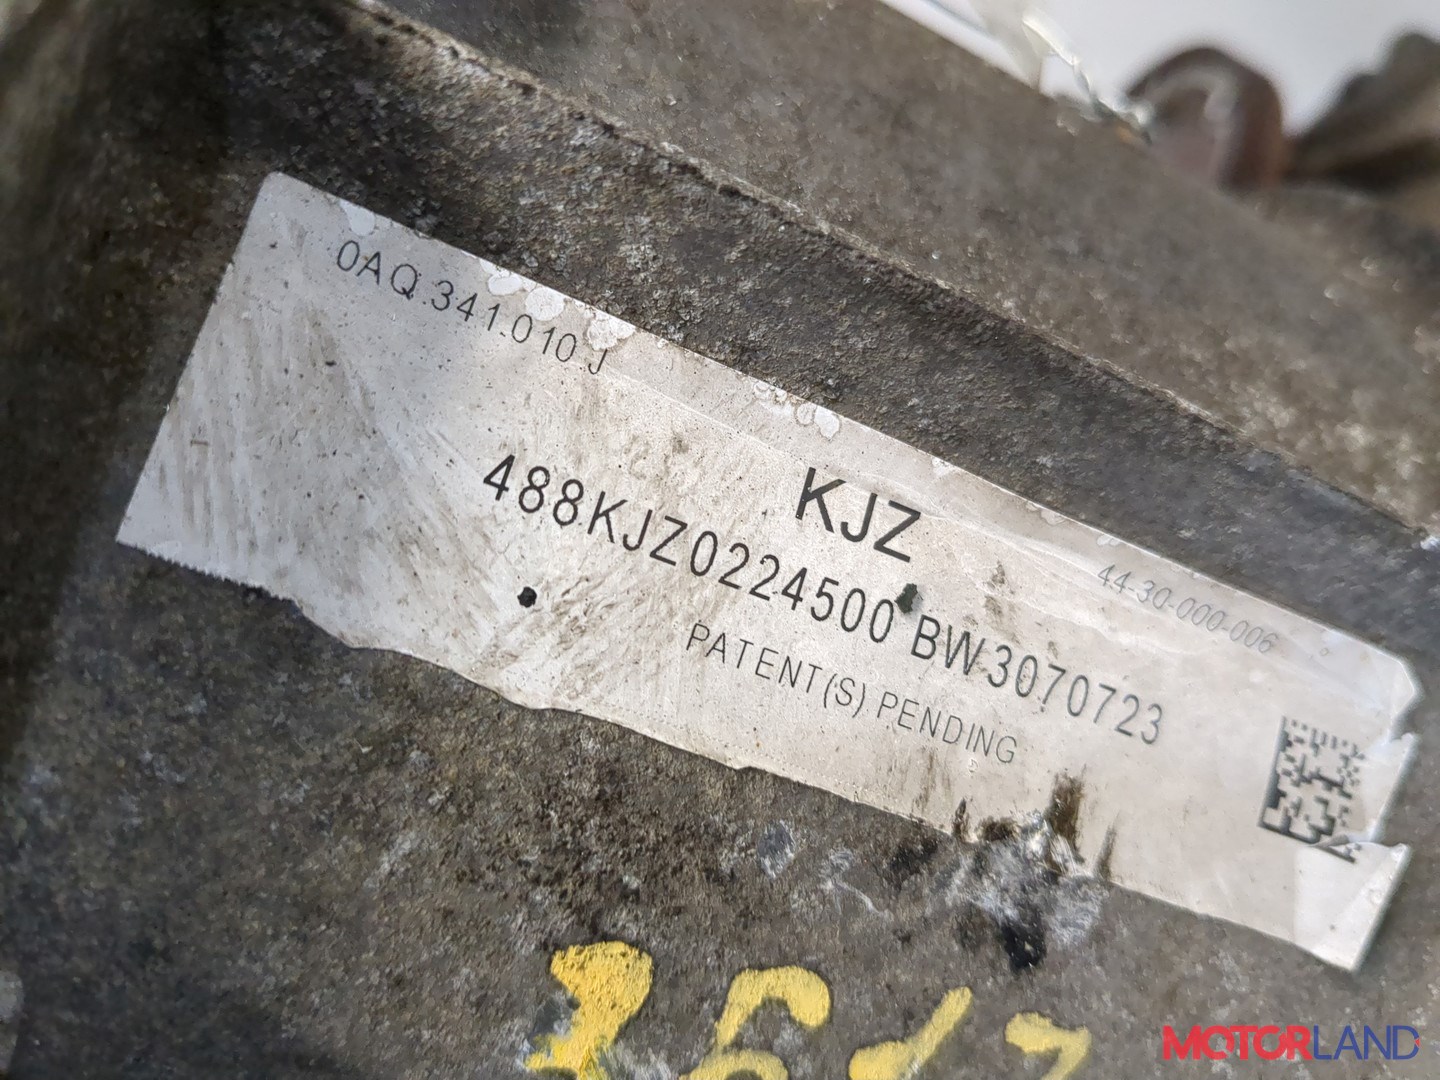 0AQ.341.010.J
KJZ
44-30-000-006
488KJZ0224500 BW3070723
PATENT(S) PENDING
MOTORLAND